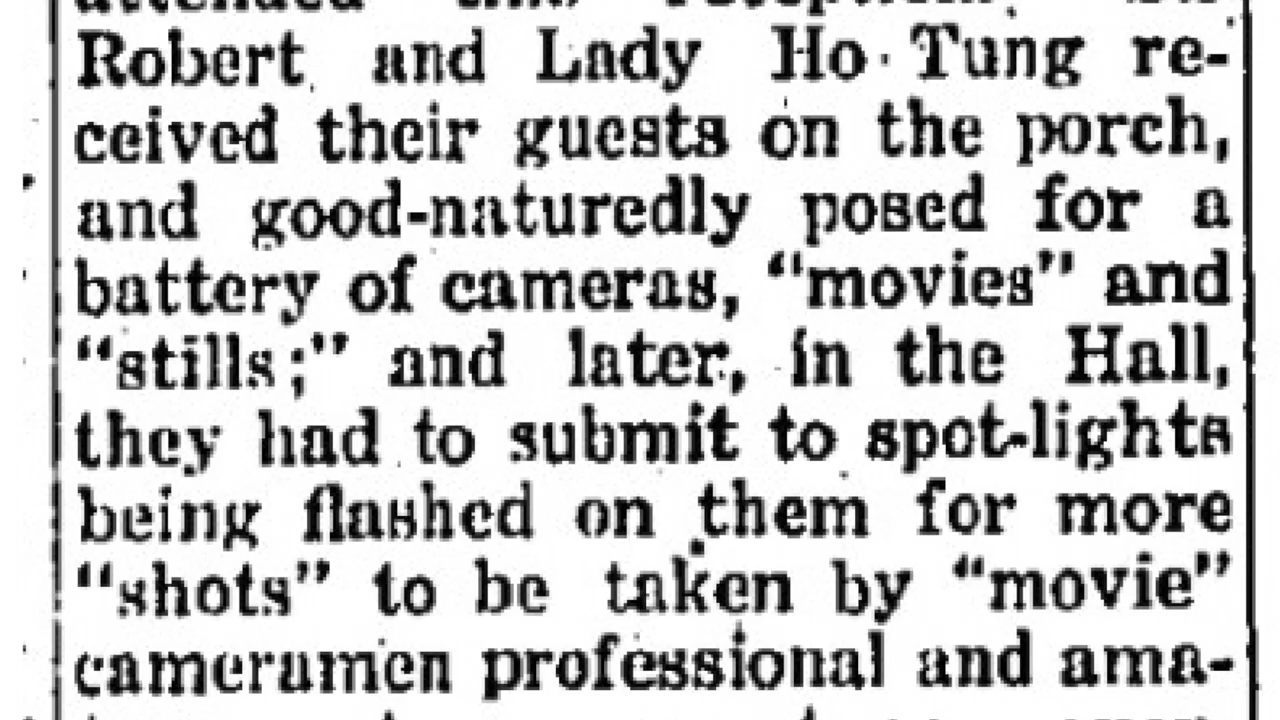 Robert and Lady Ho Tung re-
ceived their guests on the porch,
and good-naturedly posed for a
battery of cameras, "movies" and
"stills;" and later, in the Hall,
they had to submit to spot-lights
being flashed on them for more
"shots" to be taken by "movie"
cameramen professional and ama-